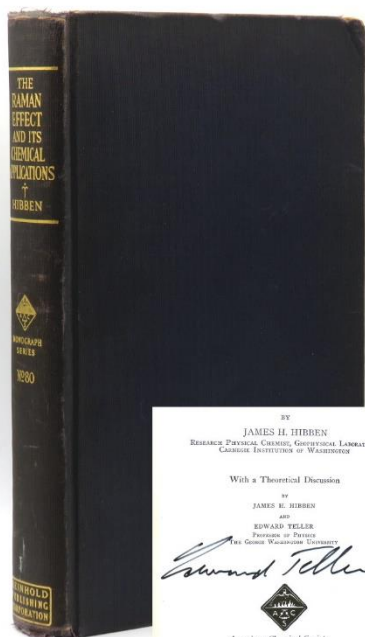 THE
RAMAN
EFFECT
AND ITS
CHEMICAL
APPLICATIONS
HIBBEN
MONOGRAPH
SERIES
No 80
REINHOLD
PUBLISHING
CORPORATION
BY
JAMES H. HIBBEN
RESEARCH PHYSICAL CHEMIST, GEOPHYSICAL LABORAT
CARNEGIE INSTITUTION OF WASHINGTON
With a Theoretical Discussion
BY
JAMES H. HIBBEN
AND
EDWARD TELLER
PROFESSOR OF PHYSICS
THE GEORGE WASHINGTON UNIVERSITY
Edward Teller